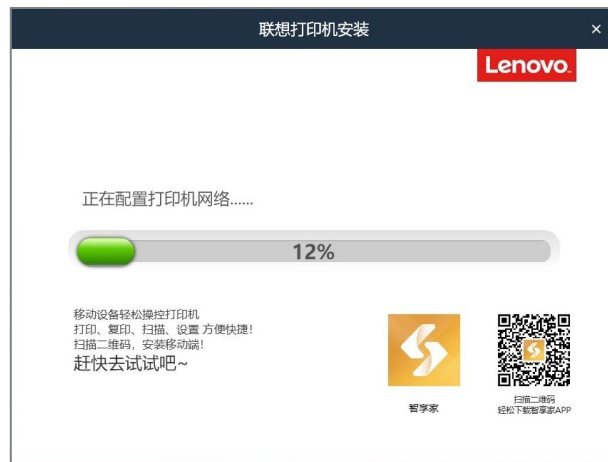 联想打印机安装
×
Lenovo.
正在配置打印机网络......
12%
移动设备轻松操控打印机
打印、复印、扫描、设置 方便快捷!
扫描二维码，安装移动端!
赶快去试试吧~
智享家
扫描二维码
轻松下载智享家APP